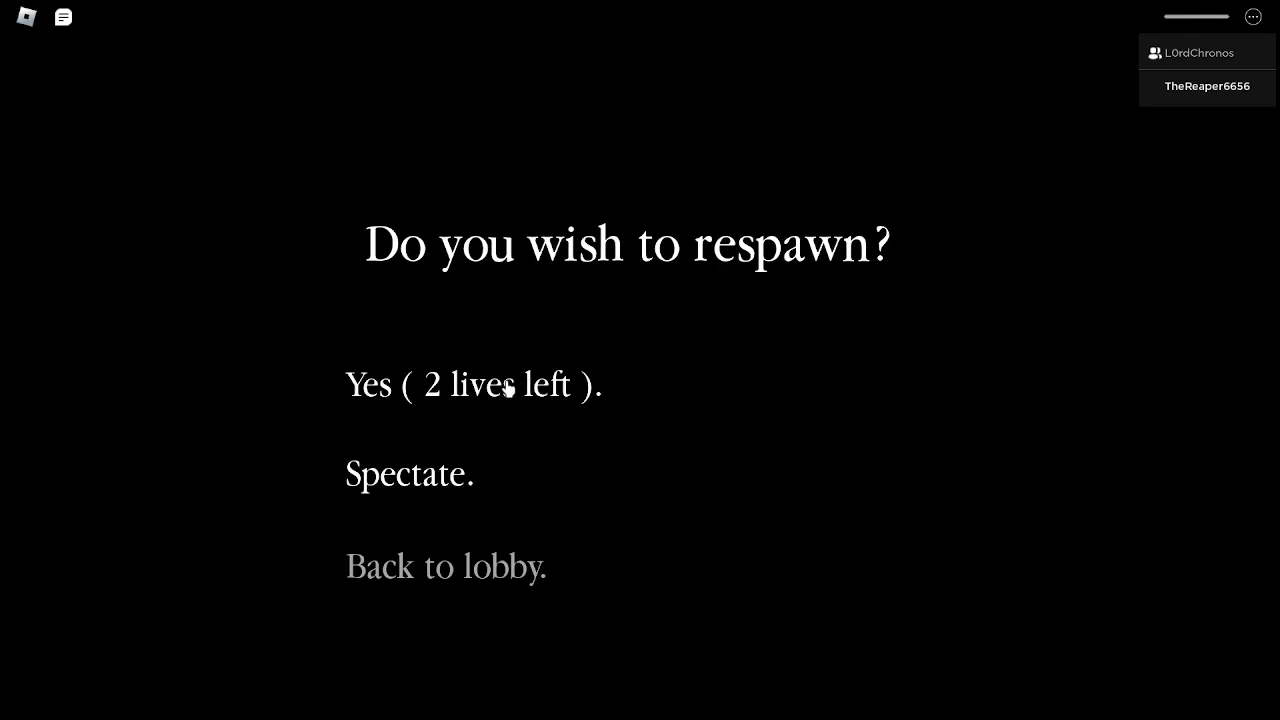 L0rdChronos
TheReaper6656
Do you wish to respawn?
Yes ( 2 lives left ).
Spectate.
Back to lobby.